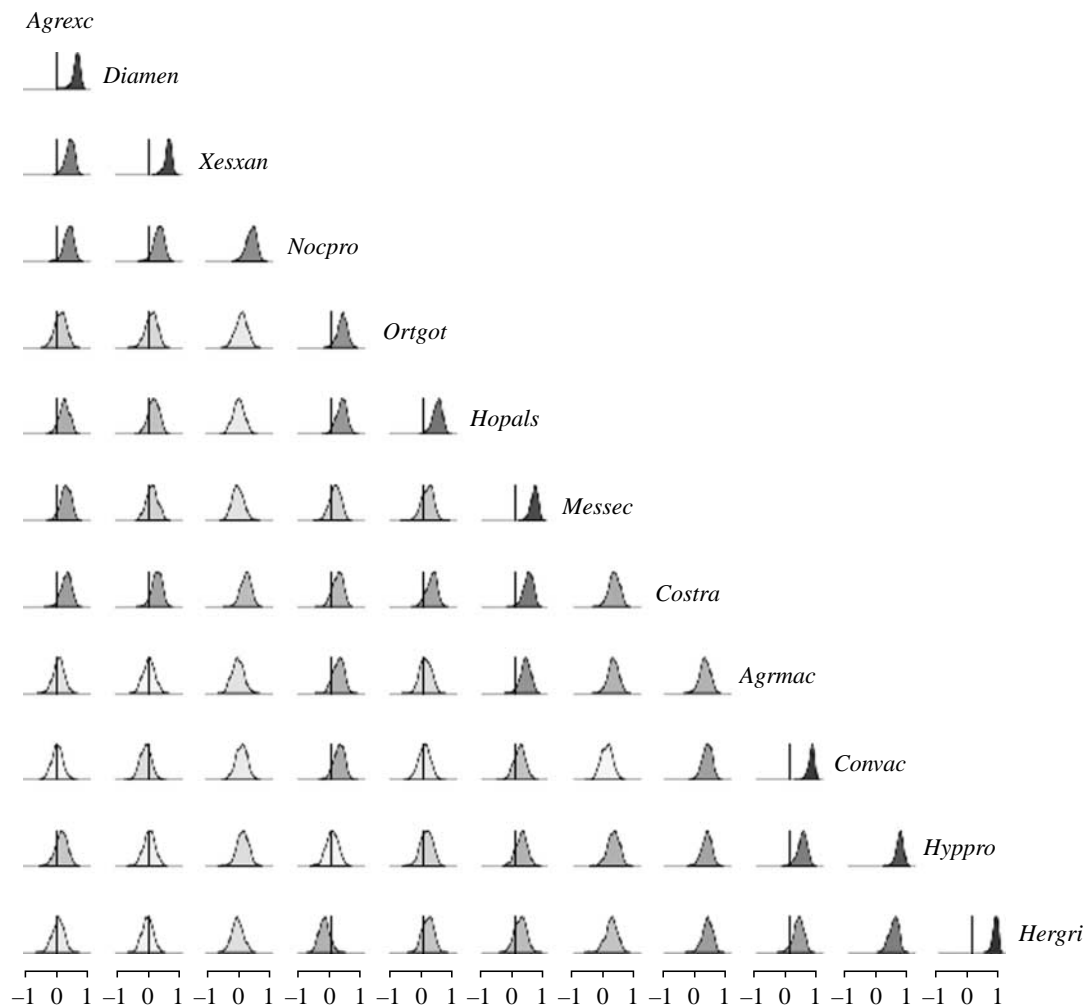 Agrexc
Diamen
Xesxan
Nocpro
Ortgot
Hopals
Messec
Costra
Agrmac
Convac
Hyppro
Hergri
–1 0 1 –1 0 1 –1 0 1 –1 0 1 –1 0 1 –1 0 1 –1 0 1 –1 0 1 –1 0 1 –1 0 1 –1 0 1